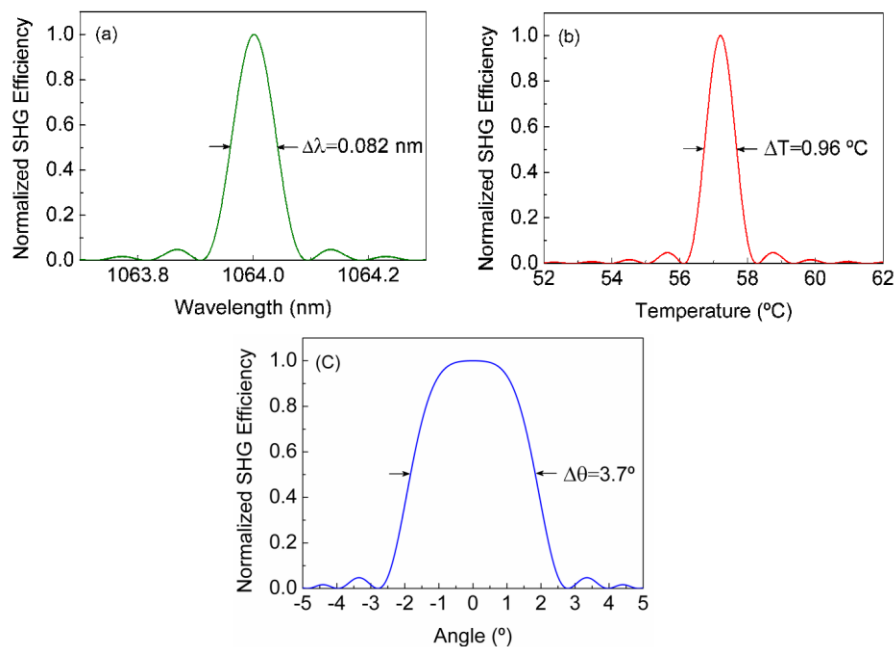 (a)
Normalized SHG Efficiency
1.0
0.8
0.6
0.4
0.2
0.0
Δλ=0.082 nm
1063.8 1064.0 1064.2
Wavelength (nm)
(b)
Normalized SHG Efficiency
1.0
0.8
0.6
0.4
0.2
0.0
ΔT=0.96 ºC
52 54 56 58 60 62
Temperature (ºC)
(C)
Normalized SHG Efficiency
1.0
0.8
0.6
0.4
0.2
0.0
Δθ=3.7º
-5 -4 -3 -2 -1 0 1 2 3 4 5
Angle (º)